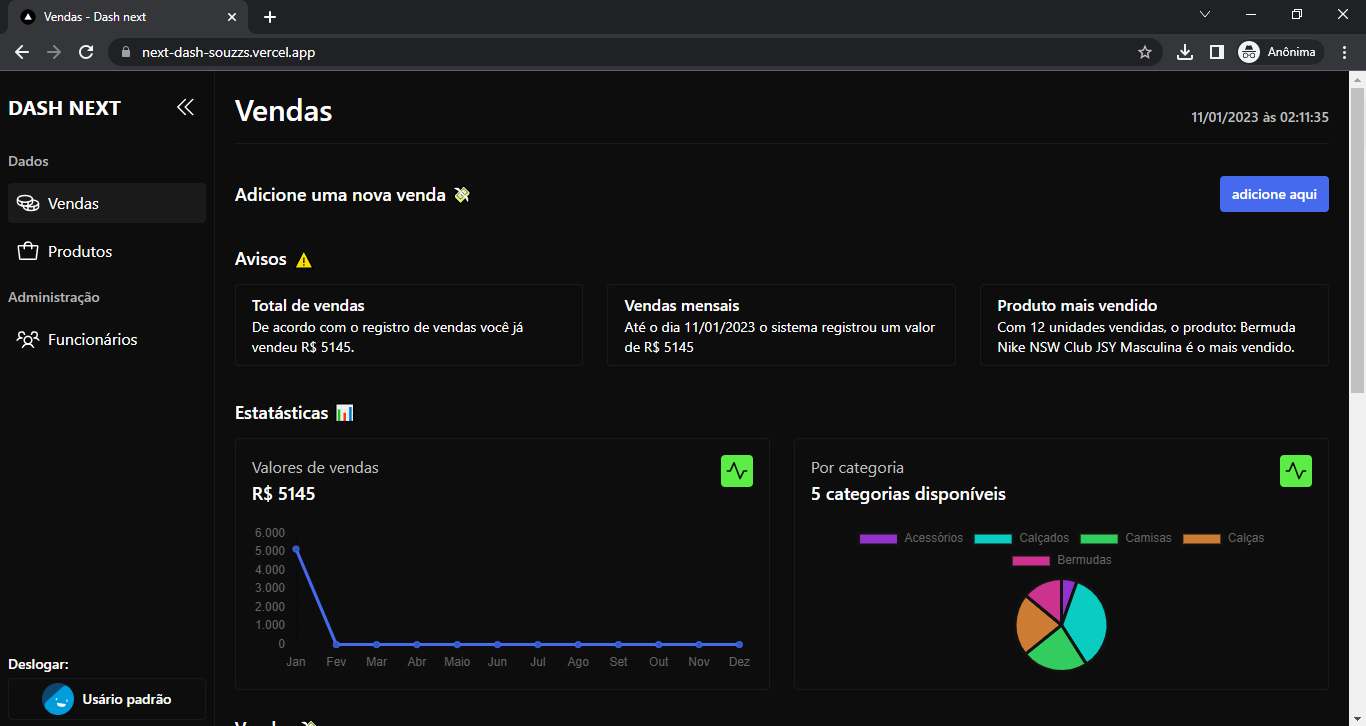 Vendas - Dash next
next-dash-souzzs.vercel.app
Anônima
DASH NEXT
Dados
Vendas
Produtos
Administração
Funcionários
Deslogar:
Usário padrão
Vendas
11/01/2023 às 02:11:35
Adicione uma nova venda
adicione aqui
Avisos
Total de vendas
De acordo com o registro de vendas você já
vendeu R$ 5145.
Vendas mensais
Até o dia 11/01/2023 o sistema registrou um valor
de R$ 5145
Produto mais vendido
Com 12 unidades vendidas, o produto: Bermuda
Nike NSW Club JSY Masculina é o mais vendido.
Estatásticas
Valores de vendas
R$ 5145
6.000
5.000
4.000
3.000
2.000
1.000
0
Jan Fev Mar Abr Maio Jun Jul Ago Set Out Nov Dez
Por categoria
5 categorias disponíveis
Acessórios Calçados Camisas Calças
Bermudas